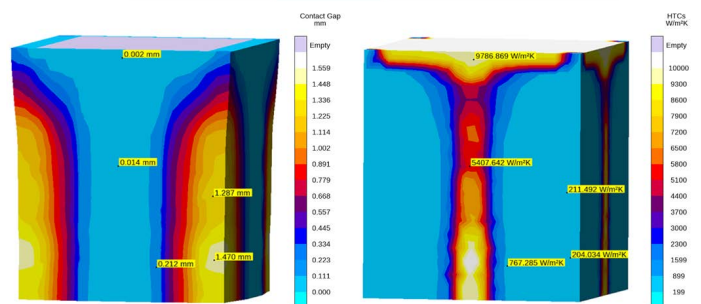 Contact Gap
mm
Empty
1.559
1.448
1.336
1.225
1.114
1.002
0.891
0.779
0.668
0.557
0.445
0.334
0.223
0.111
0.000
0.002 mm
0.014 mm
1.287 mm
1.470 mm
0.212 mm
HTCs
W/m²K
Empty
10000
9300
8600
7900
7200
6500
5800
5100
4400
3700
3000
2300
1599
899
199
9786.869 W/m²K
5407.642 W/m²K
211.492 W/m²K
204.034 W/m²K
767.285 W/m²K